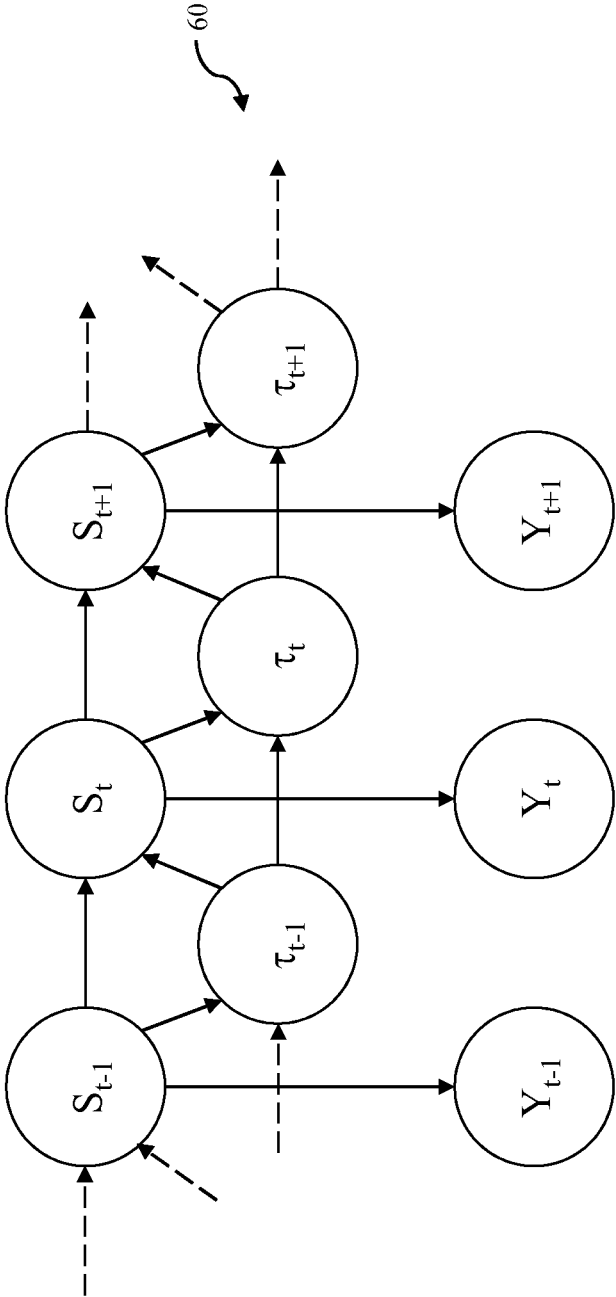 S_{t-1} S_t S_{t+1}
60
τ_{t-1} τ_t τ_{t+1}
Y_{t-1} Y_t Y_{t+1}